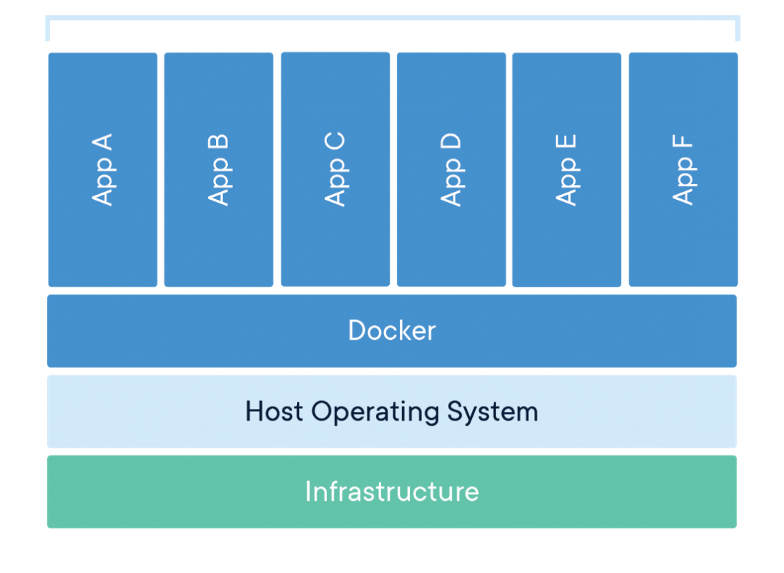 App A
App B
App C
App D
App E
App F
Docker
Host Operating System
Infrastructure